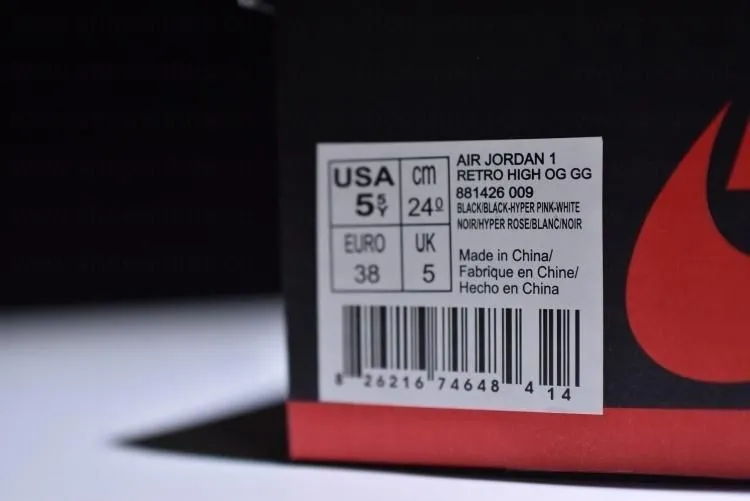 USA
5 5Y
cm
24 0
EURO
38
UK
5
AIR JORDAN 1
RETRO HIGH OG GG
881426 009
BLACK/BLACK-HYPER PINK-WHITE
NOIR/HYPER ROSE/BLANC/NOIR
Made in China/
Fabrique en Chine/
Hecho en China
8 26216 74648 4 14